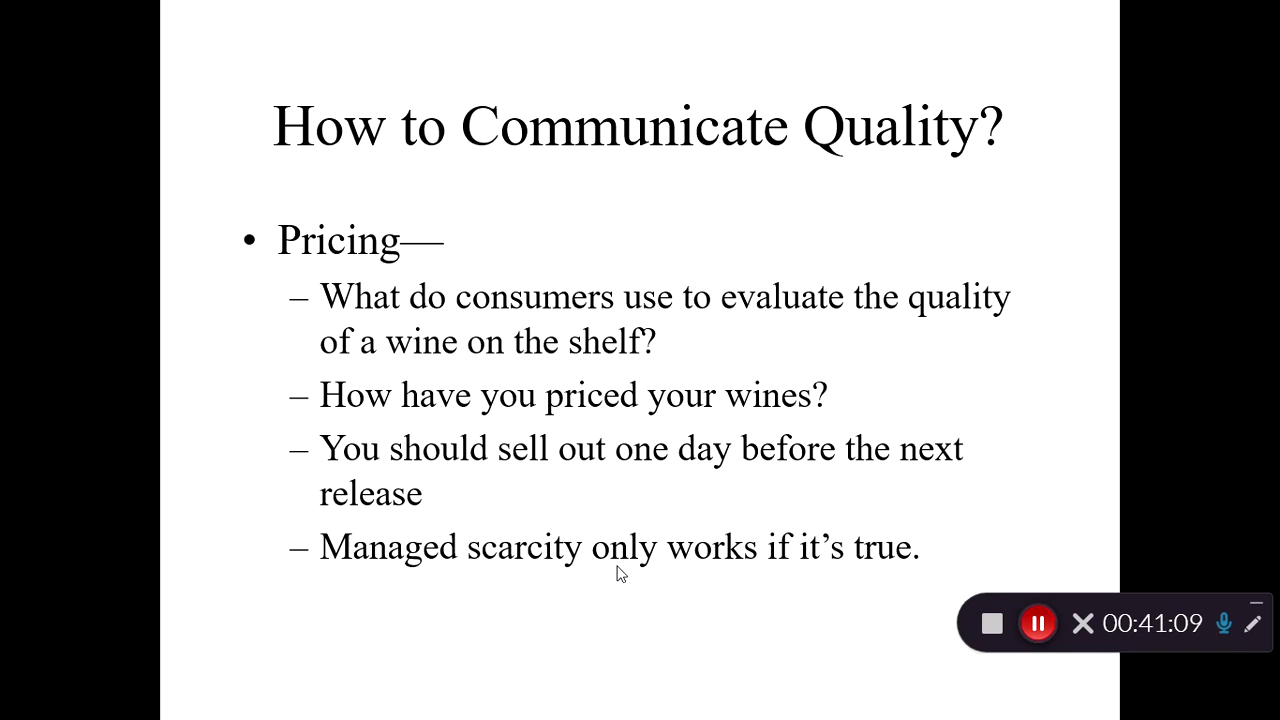 How to Communicate Quality?
• Pricing—
– What do consumers use to evaluate the quality
of a wine on the shelf?
– How have you priced your wines?
– You should sell out one day before the next
release
– Managed scarcity only works if it’s true.
00:41:09